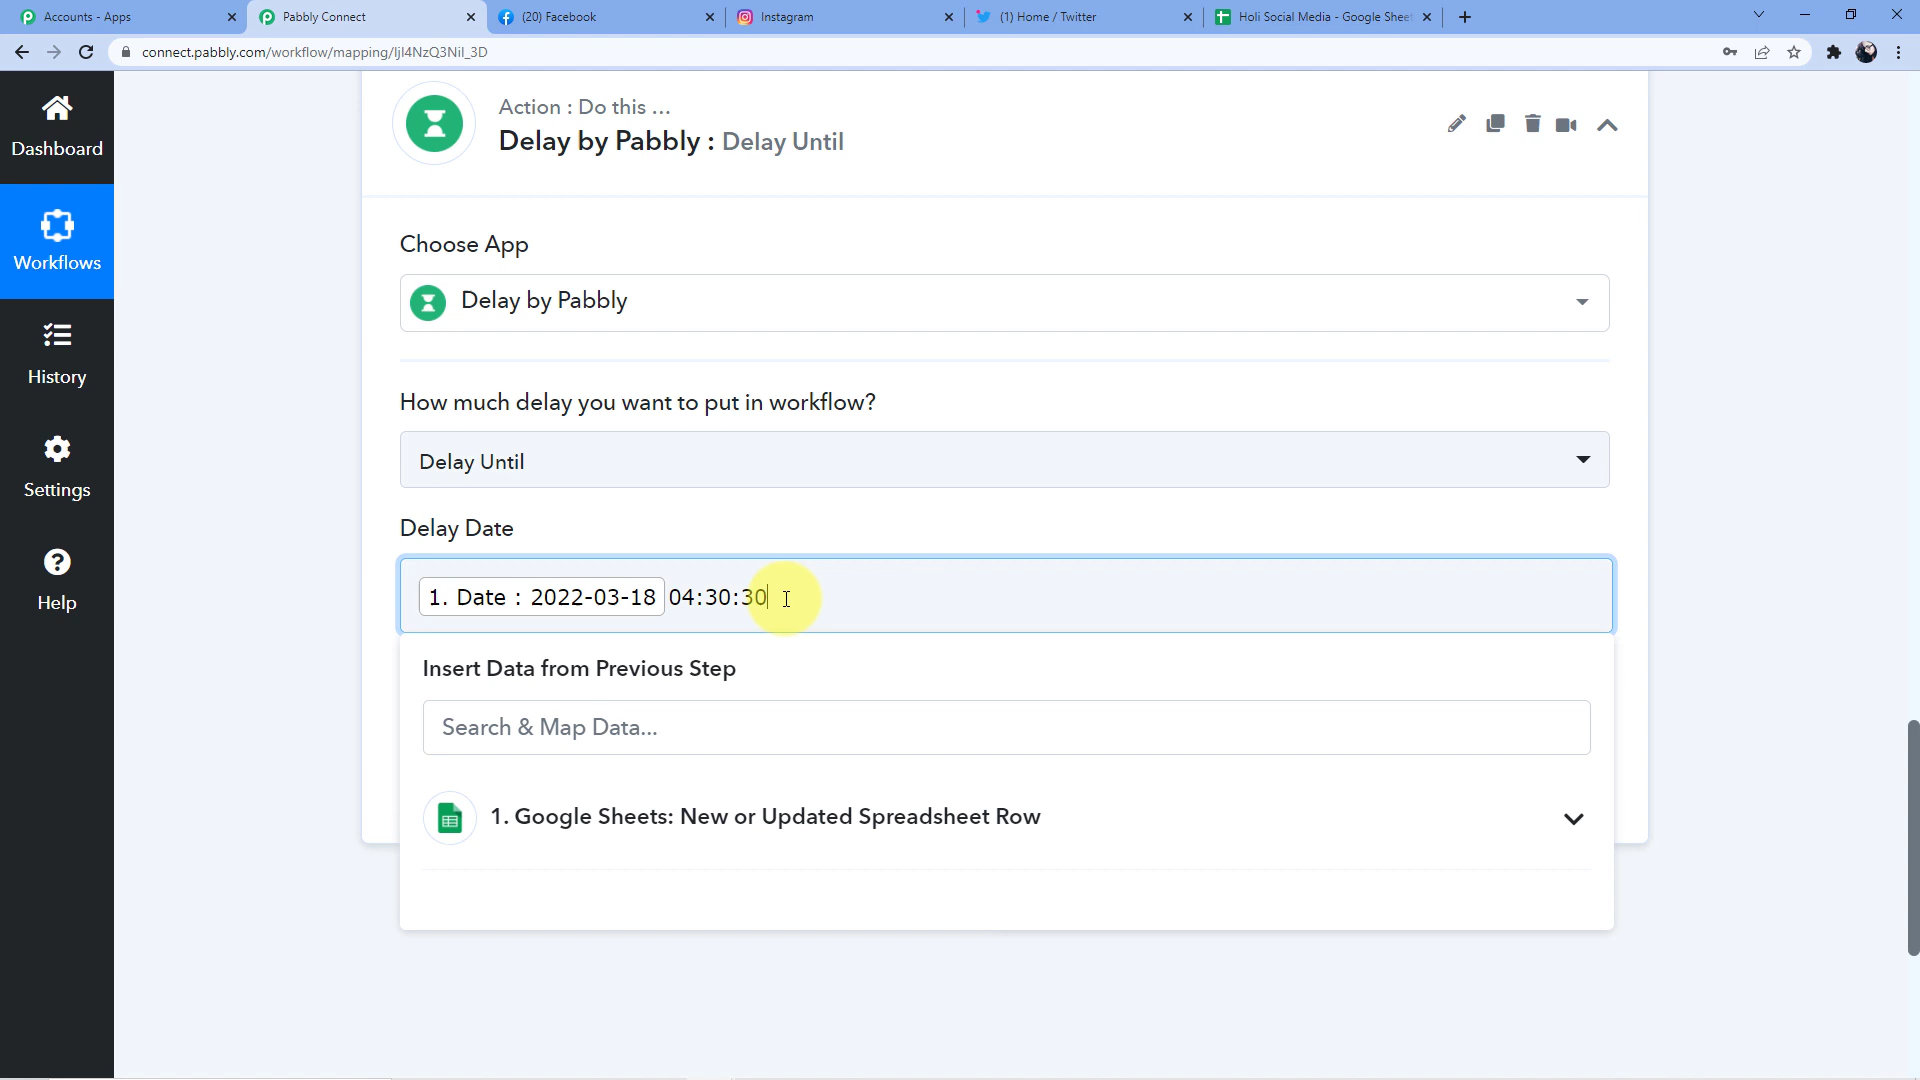 Accounts - Apps
Pabbly Connect
(20) Facebook
Instagram
(1) Home / Twitter
Holi Social Media - Google Sheet
connect.pabbly.com/workflow/mapping/IjI4NzQ3NiI_3D
Dashboard
Workflows
History
Settings
Help
Action : Do this ...
Delay by Pabbly : Delay Until
Choose App
Delay by Pabbly
How much delay you want to put in workflow?
Delay Until
Delay Date
1. Date : 2022-03-18 04:30:30
Insert Data from Previous Step
Search & Map Data...
1. Google Sheets: New or Updated Spreadsheet Row